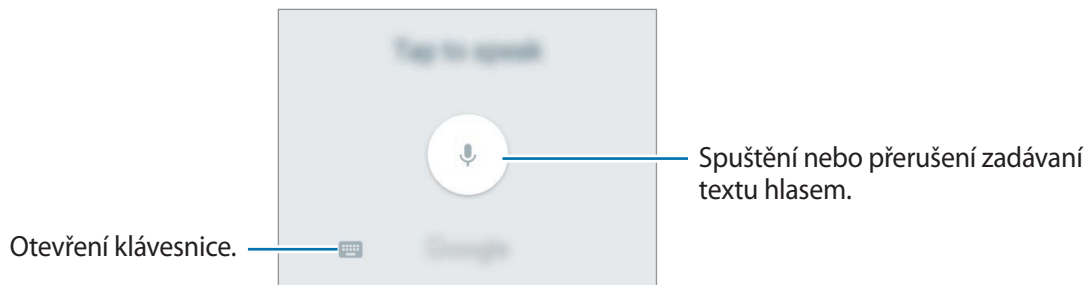 Tap to speak
Spuštění nebo přerušení zadávaní
textu hlasem.
Otevření klávesnice.
Google